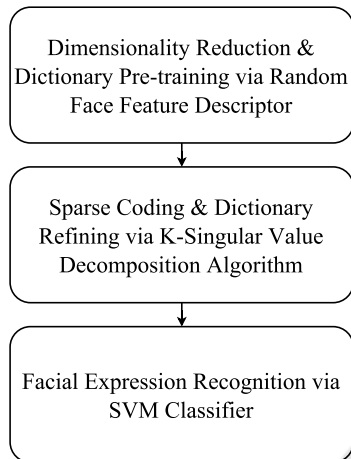 Dimensionality Reduction &
Dictionary Pre-training via Random
Face Feature Descriptor
Sparse Coding & Dictionary
Refining via K-Singular Value
Decomposition Algorithm
Facial Expression Recognition via
SVM Classifier